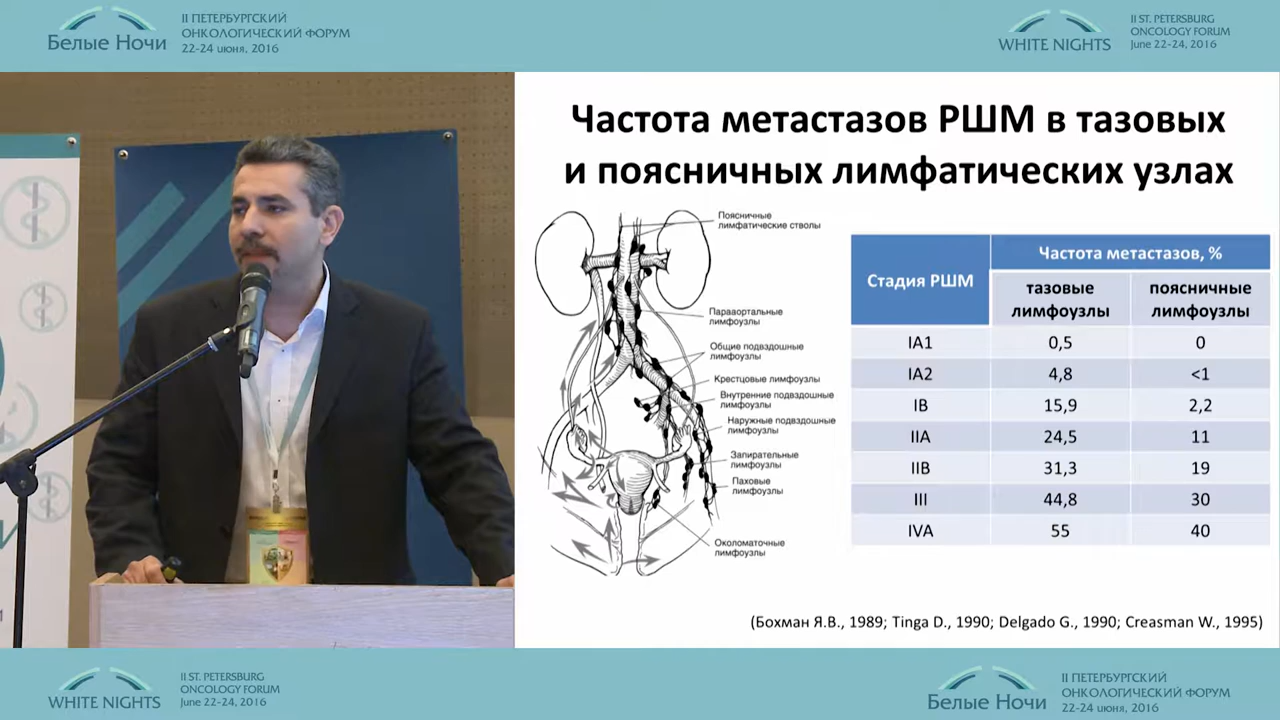 Белые Ночи
II ПЕТЕРБУРГСКИЙ
ОНКОЛОГИЧЕСКИЙ ФОРУМ
22-24 июня, 2016
WHITE NIGHTS
II ST. PETERSBURG
ONCOLOGY FORUM
June 22-24, 2016
Частота метастазов РШМ в тазовых
и поясничных лимфатических узлах
Поясничные
лимфатические стволы
Парааортальные
лимфоузлы
Общие подвздошные
лимфоузлы
Крестцовые лимфоузлы
Внутренние подвздошные
лимфоузлы
Наружные подвздошные
лимфоузлы
Запирательные
лимфоузлы
Паховые
лимфоузлы
Околоматочные
лимфоузлы
Стадия РШМ
Частота метастазов, %
тазовые
лимфоузлы
поясничные
лимфоузлы
IA1 0,5 0
IA2 4,8 <1
IB 15,9 2,2
IIA 24,5 11
IIB 31,3 19
III 44,8 30
IVA 55 40
(Бохман Я.В., 1989; Tinga D., 1990; Delgado G., 1990; Creasman W., 1995)
WHITE NIGHTS
II ST. PETERSBURG
ONCOLOGY FORUM
June 22-24, 2016
Белые Ночи
II ПЕТЕРБУРГСКИЙ
ОНКОЛОГИЧЕСКИЙ ФОРУМ
22-24 июня, 2016